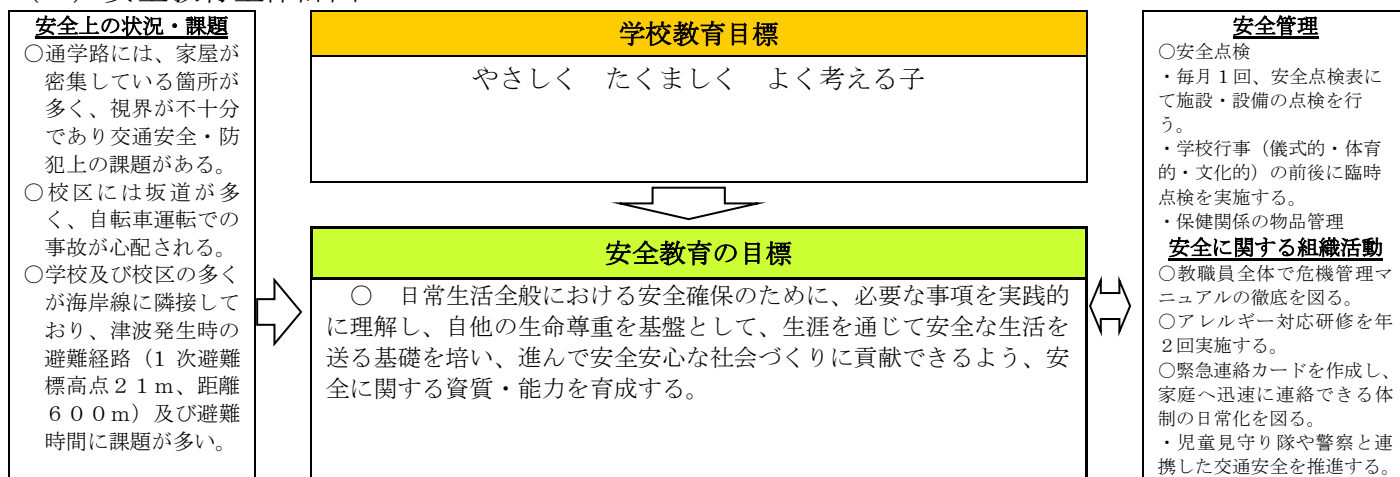 安全上の状況・課題
○通学路には、家屋が
密集している箇所が
多く、視界が不十分
であり交通安全・防
犯上の課題がある。
○校区には坂道が多
く、自転車運転での
事故が心配される。
○学校及び校区の多く
が海岸線に隣接して
おり、津波発生時の
避難経路（1 次避難
標高点２１ｍ、距離
６００ｍ）及び避難
時間に課題が多い。
学校教育目標
やさしく　たくましく　よく考える子
安全教育の目標
○　日常生活全般における安全確保のために、必要な事項を実践的
に理解し、自他の生命尊重を基盤として、生涯を通じて安全な生活を
送る基礎を培い、進んで安全安心な社会づくりに貢献できるよう、安
全に関する資質・能力を育成する。
安全管理
○安全点検
・毎月１回、安全点検表に
て施設・設備の点検を行
う。
・学校行事（儀式的・体育
的・文化的）の前後に臨時
点検を実施する。
・保健関係の物品管理
安全に関する組織活動
○教職員全体で危機管理マ
ニュアルの徹底を図る。
○アレルギー対応研修を年
２回実施する。
○緊急連絡カードを作成し、
家庭へ迅速に連絡できる体
制の日常化を図る。
・児童見守り隊や警察と連
携した交通安全を推進する。